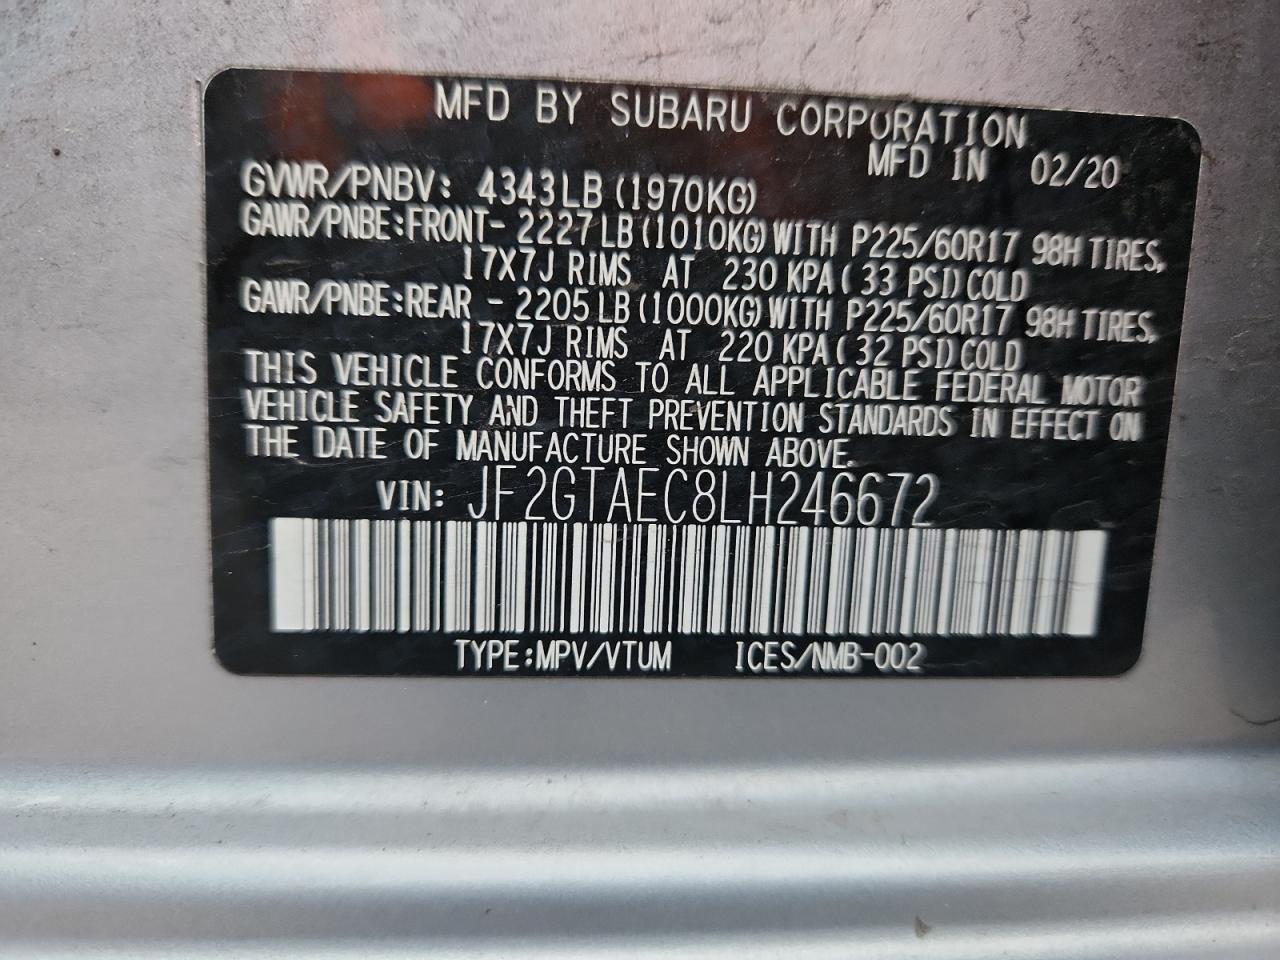 MFD BY SUBARU CORPORATION
MFD IN 02/20
GVWR/PNBV: 4343LB (1970KG)
GAWR/PNBE:FRONT- 2227 LB (1010KG) WITH P225/60R17 98H TIRES,
17X7J RIMS AT 230 KPA ( 33 PSI) COLD
GAWR/PNBE:REAR - 2205 LB (1000KG) WITH P225/60R17 98H TIRES,
17X7J RIMS AT 220 KPA ( 32 PSI) COLD
THIS VEHICLE CONFORMS TO ALL APPLICABLE FEDERAL MOTOR
VEHICLE SAFETY AND THEFT PREVENTION STANDARDS IN EFFECT ON
THE DATE OF MANUFACTURE SHOWN ABOVE.
VIN: JF2GTAEC8LH246672
TYPE:MPV/VTUM ICES/NMB-002